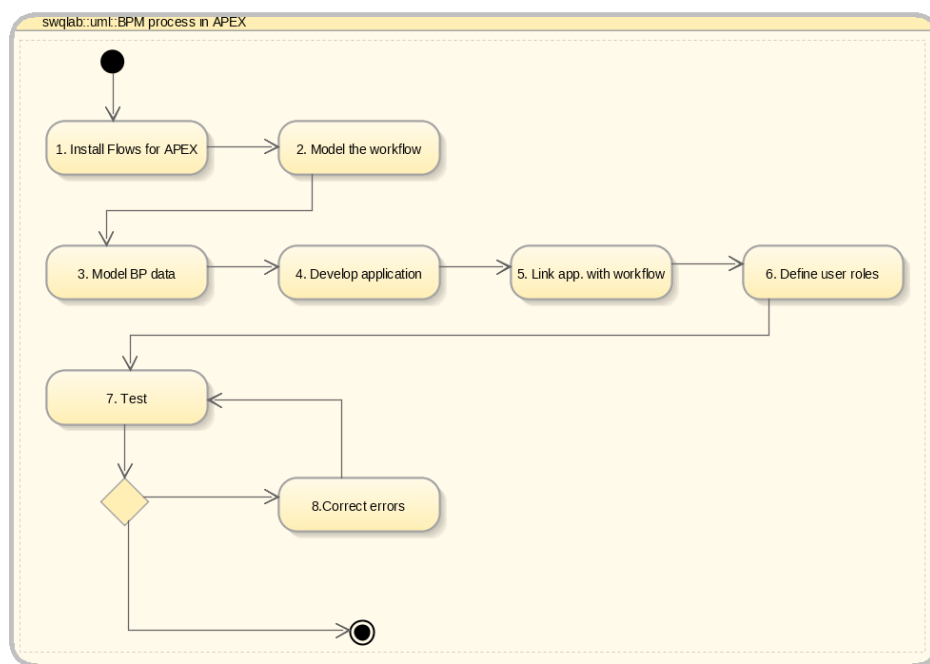 swqlab::uml::BPM process in APEX
1. Install Flows for APEX
2. Model the workflow
3. Model BP data
4. Develop application
5. Link app. with workflow
6. Define user roles
7. Test
8.Correct errors